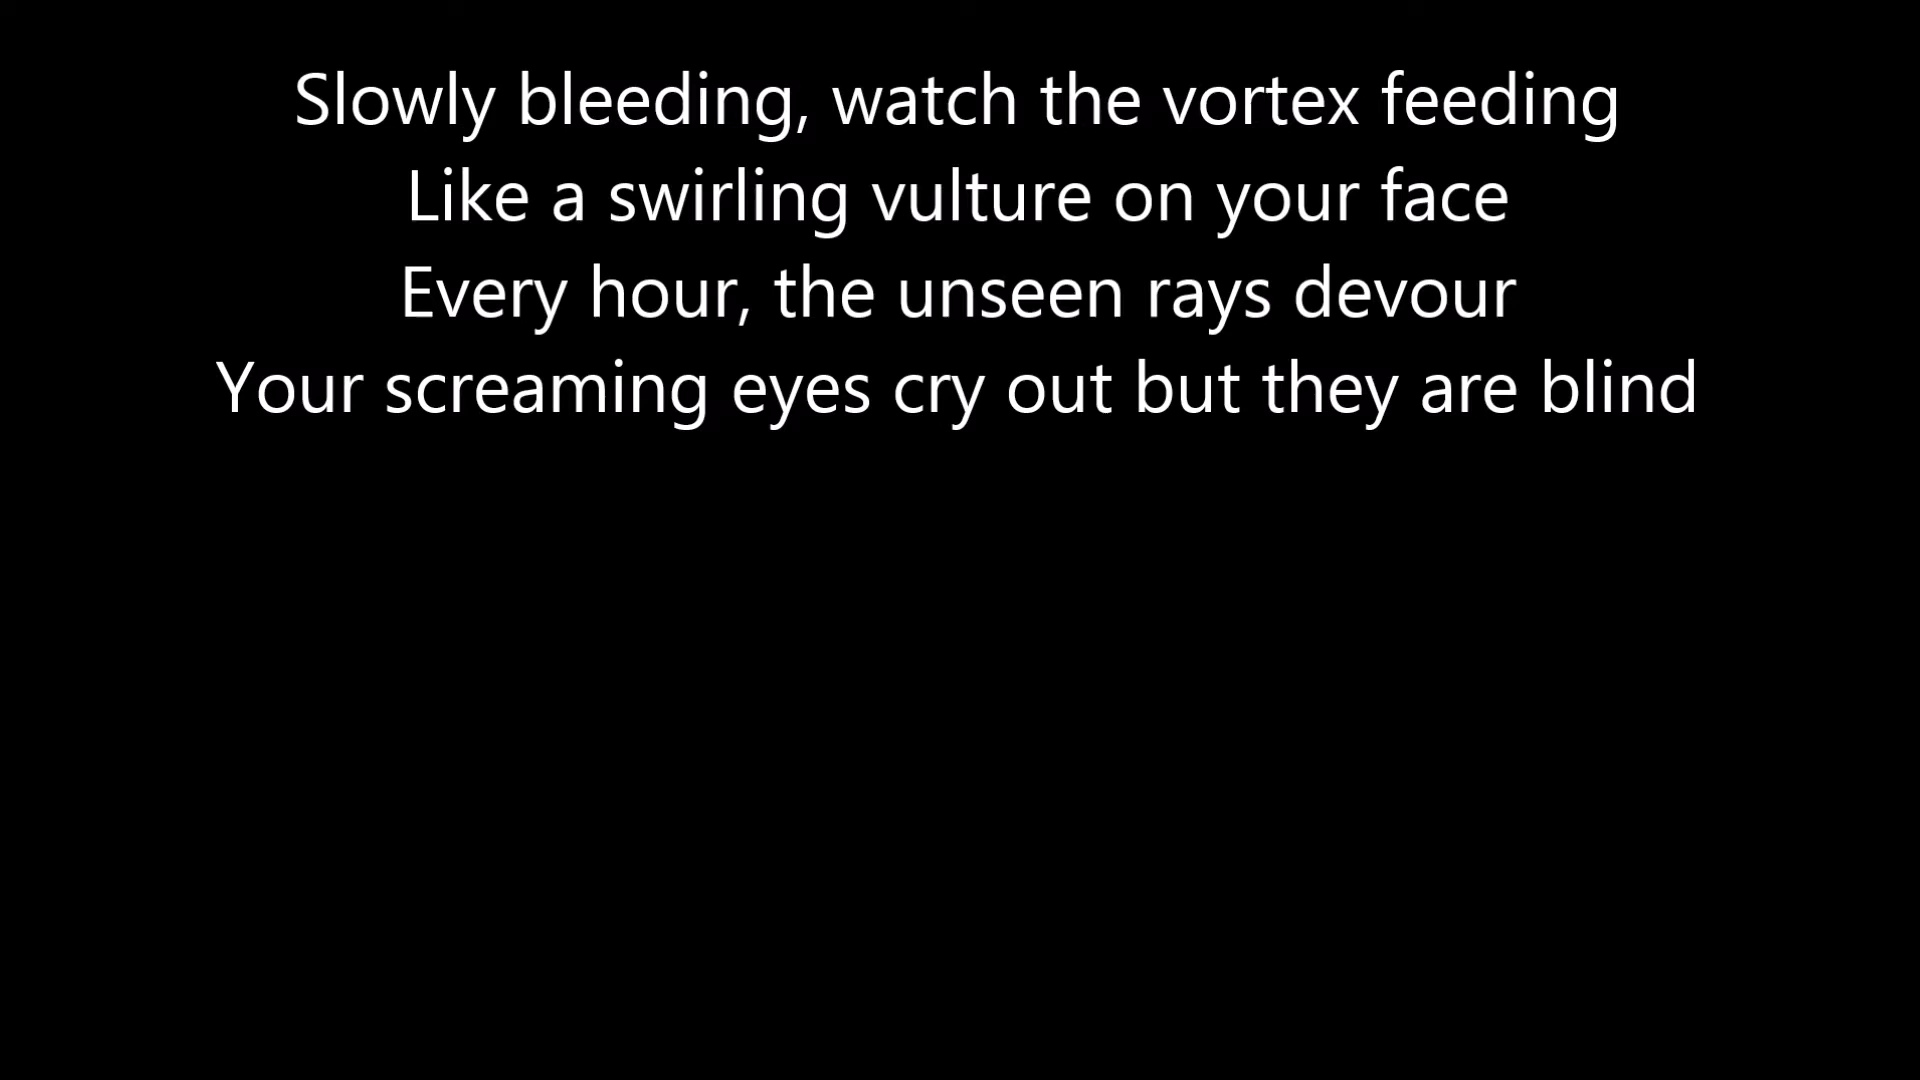 Slowly bleeding, watch the vortex feeding
Like a swirling vulture on your face
Every hour, the unseen rays devour
Your screaming eyes cry out but they are blind